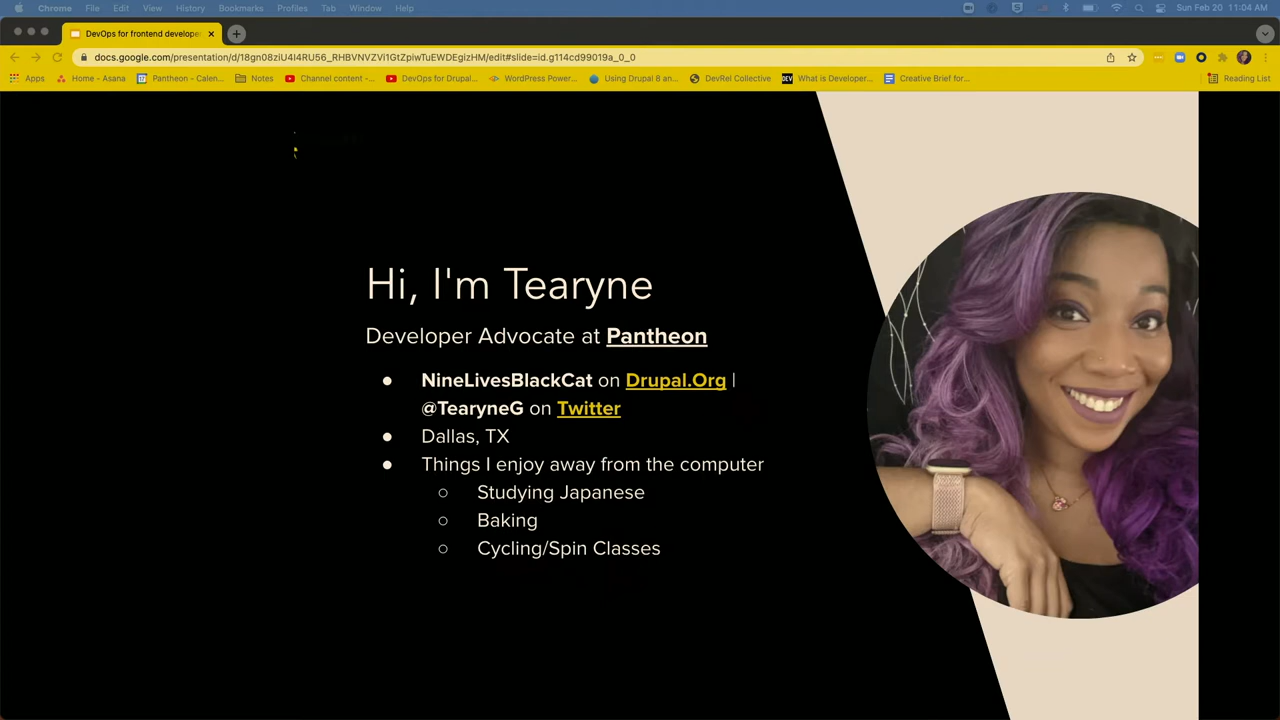 Chrome File Edit View History Bookmarks Profiles Tab Window Help Sun Feb 20 11:04 AM
DevOps for frontend develope
docs.google.com/presentation/d/18gn08ziU4I4RU56_RHBVNVZVi1GtZpiwTuEWDEgizHM/edit#slide=id.g114cd99019a_0_0
Apps Home - Asana Pantheon - Calen... Notes Channel content -... DevOps for Drupal... WordPress Power... Using Drupal 8 an... DevRel Collective DEV What is Developer... Creative Brief for... Reading List
Hi, I'm Tearyne
Developer Advocate at Pantheon
● NineLivesBlackCat on Drupal.Org |
@TearyneG on Twitter
● Dallas, TX
● Things I enjoy away from the computer
○ Studying Japanese
○ Baking
○ Cycling/Spin Classes